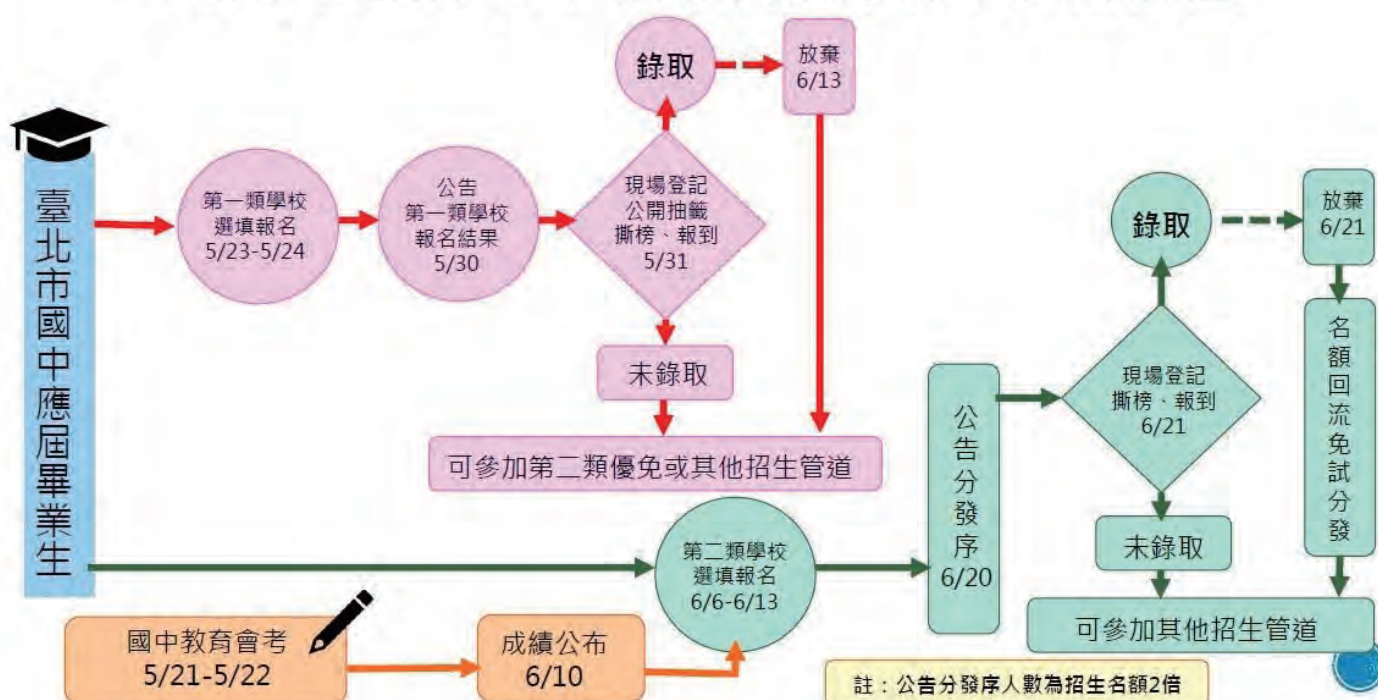 臺北市國中應屆畢業生
第一類學校
選填報名
5/23-5/24
公告
第一類學校
報名結果
5/30
現場登記
公開抽籤
撕榜、報到
5/31
錄取
放棄
6/13
未錄取
可參加第二類優免或其他招生管道
國中教育會考
5/21-5/22
成績公布
6/10
第二類學校
選填報名
6/6-6/13
公告分發序
6/20
現場登記
撕榜、報到
6/21
錄取
放棄
6/21
名額回流免試分發
未錄取
可參加其他招生管道
註：公告分發序人數為招生名額2倍